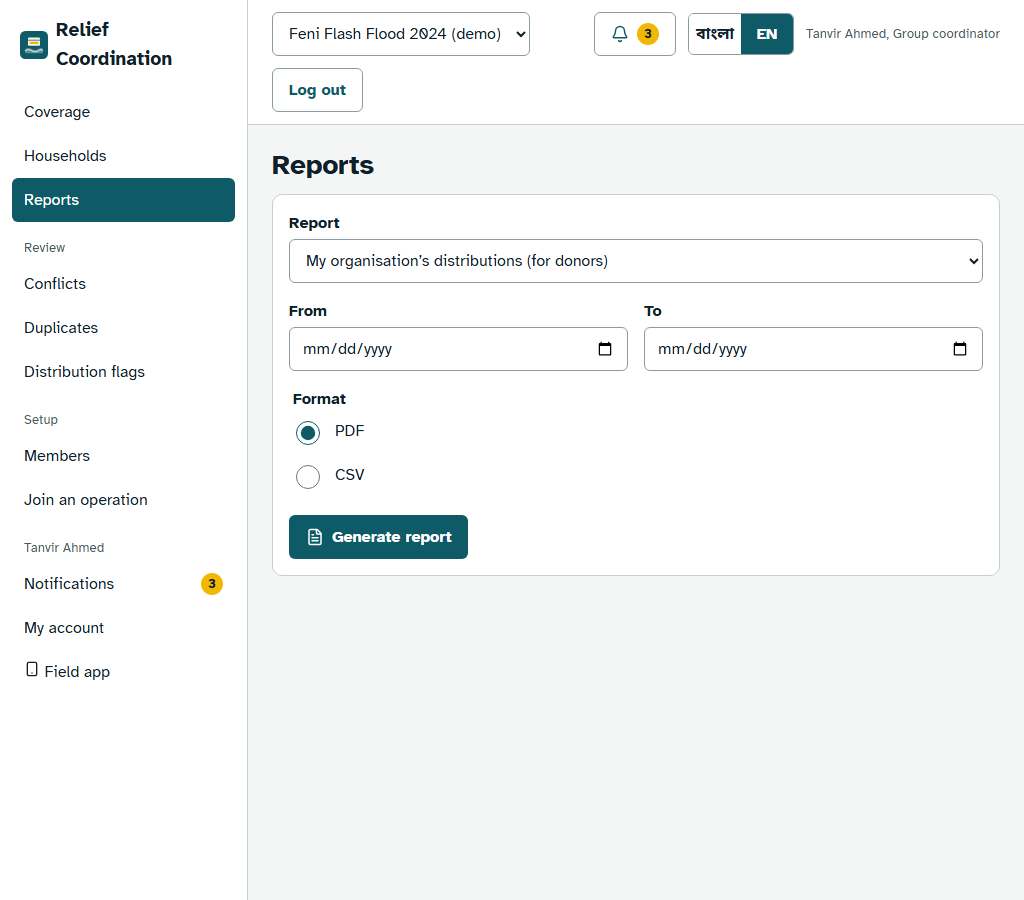 Relief
Coordination
Coverage
Households
Reports
Review
Conflicts
Duplicates
Distribution flags
Setup
Members
Join an operation
Tanvir Ahmed
Notifications 3
My account
Field app
Feni Flash Flood 2024 (demo)
3
বাংলা EN
Tanvir Ahmed, Group coordinator
Log out
Reports
Report
My organisation's distributions (for donors)
From To
mm/dd/yyyy mm/dd/yyyy
Format
PDF
CSV
Generate report